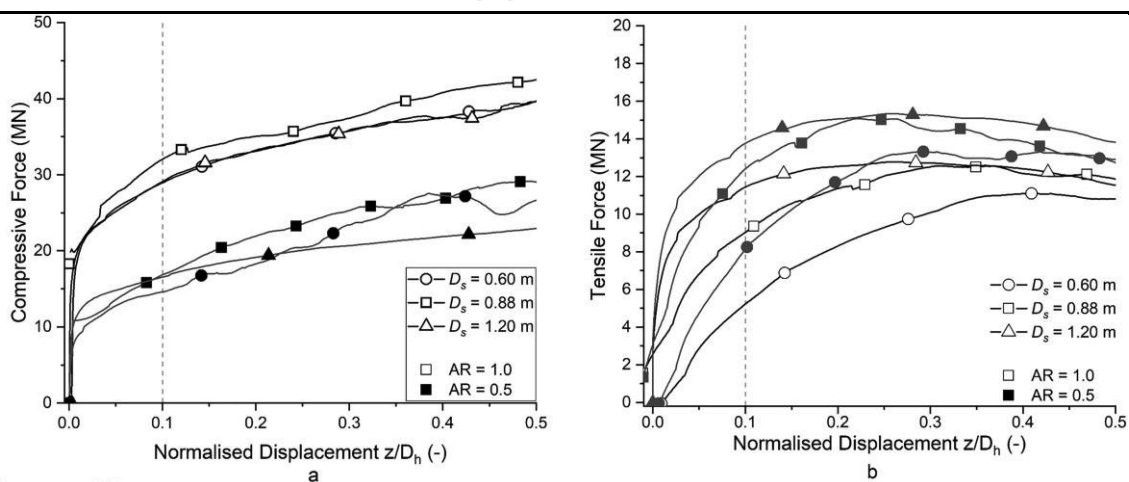 50
40
30
20
10
0
Compressive Force (MN)
0.0 0.1 0.2 0.3 0.4 0.5
Normalised Displacement z/Dh (-)
a
Ds = 0.60 m
Ds = 0.88 m
Ds = 1.20 m
AR = 1.0
AR = 0.5
20
18
16
14
12
10
8
6
4
2
0
Tensile Force (MN)
0.0 0.1 0.2 0.3 0.4 0.5
Normalised Displacement z/Dh (-)
b
Ds = 0.60 m
Ds = 0.88 m
Ds = 1.20 m
AR = 1.0
AR = 0.5